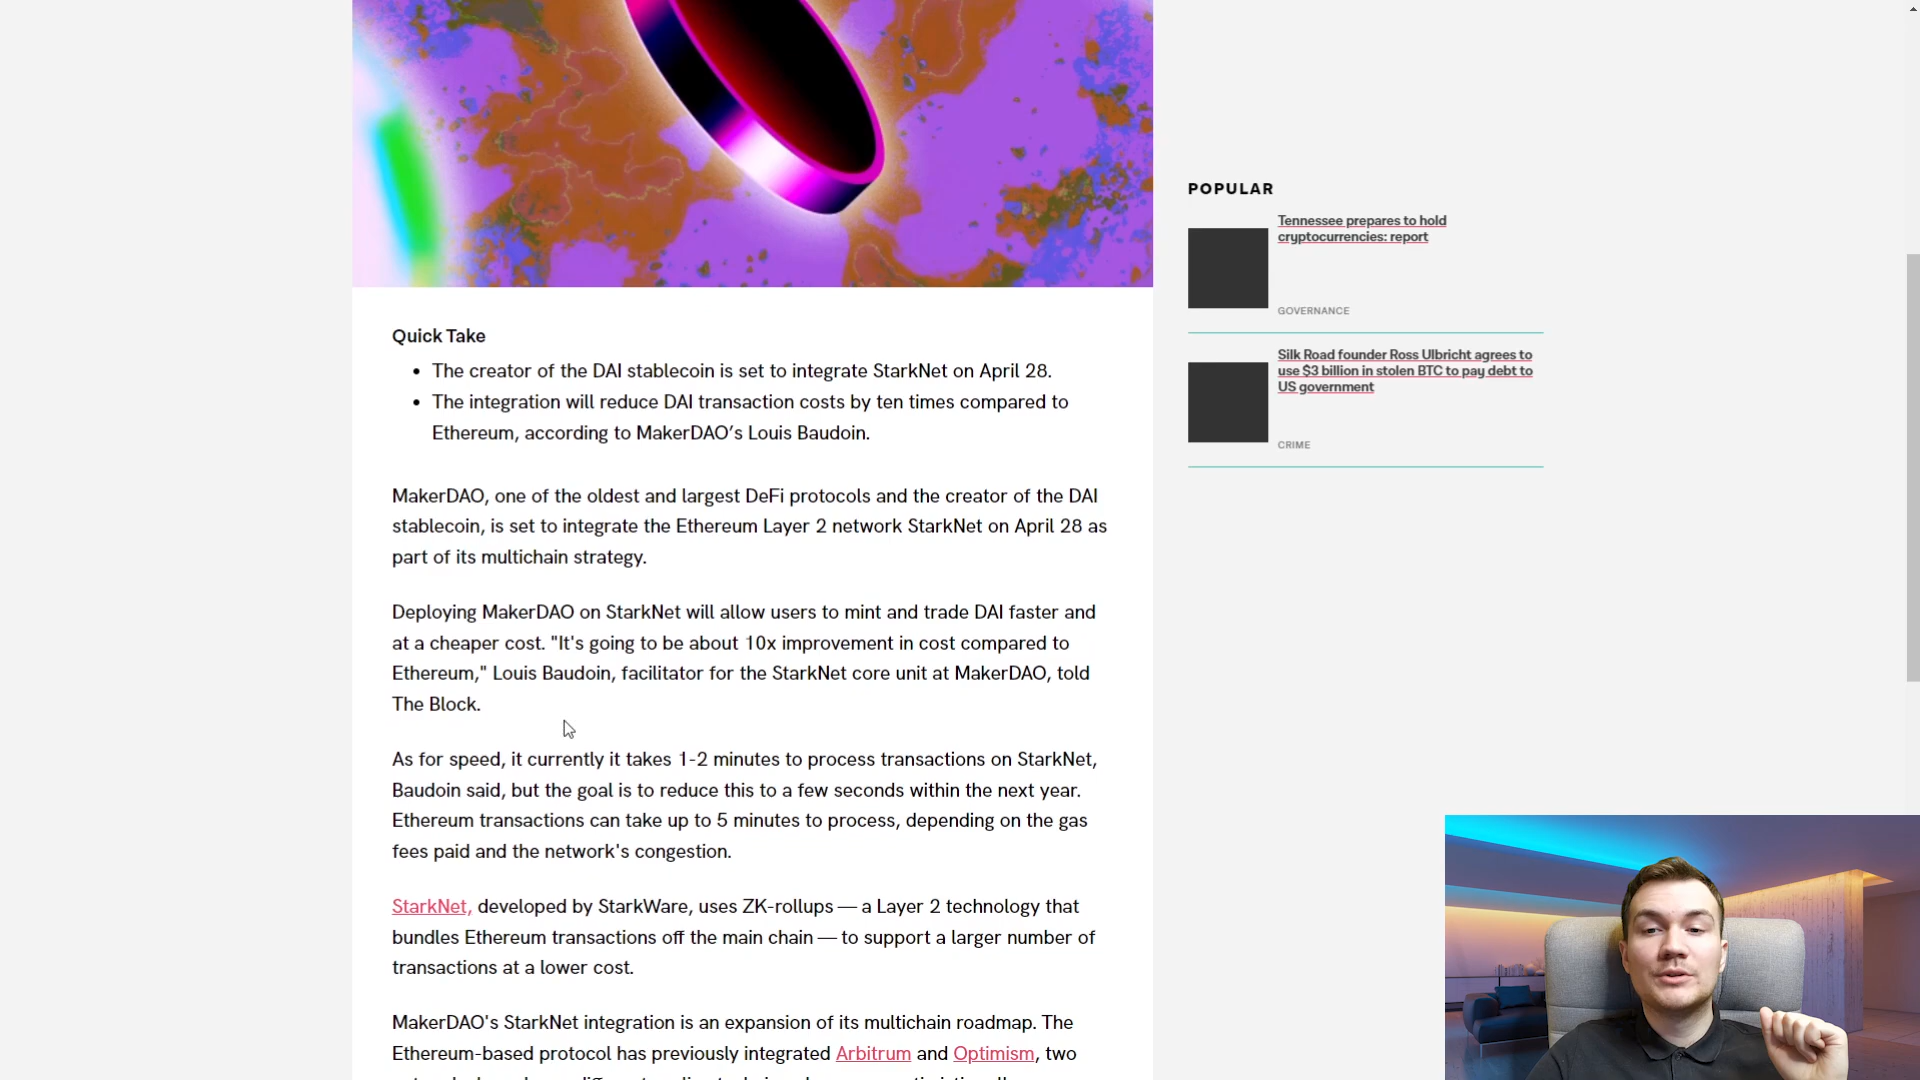 POPULAR
Tennessee prepares to hold
cryptocurrencies: report
GOVERNANCE
Silk Road founder Ross Ulbricht agrees to
use $3 billion in stolen BTC to pay debt to
US government
CRIME
Quick Take
• The creator of the DAI stablecoin is set to integrate StarkNet on April 28.
• The integration will reduce DAI transaction costs by ten times compared to
Ethereum, according to MakerDAO’s Louis Baudoin.
MakerDAO, one of the oldest and largest DeFi protocols and the creator of the DAI
stablecoin, is set to integrate the Ethereum Layer 2 network StarkNet on April 28 as
part of its multichain strategy.
Deploying MakerDAO on StarkNet will allow users to mint and trade DAI faster and
at a cheaper cost. "It's going to be about 10x improvement in cost compared to
Ethereum," Louis Baudoin, facilitator for the StarkNet core unit at MakerDAO, told
The Block.
As for speed, it currently it takes 1-2 minutes to process transactions on StarkNet,
Baudoin said, but the goal is to reduce this to a few seconds within the next year.
Ethereum transactions can take up to 5 minutes to process, depending on the gas
fees paid and the network's congestion.
StarkNet, developed by StarkWare, uses ZK-rollups — a Layer 2 technology that
bundles Ethereum transactions off the main chain — to support a larger number of
transactions at a lower cost.
MakerDAO's StarkNet integration is an expansion of its multichain roadmap. The
Ethereum-based protocol has previously integrated Arbitrum and Optimism, two